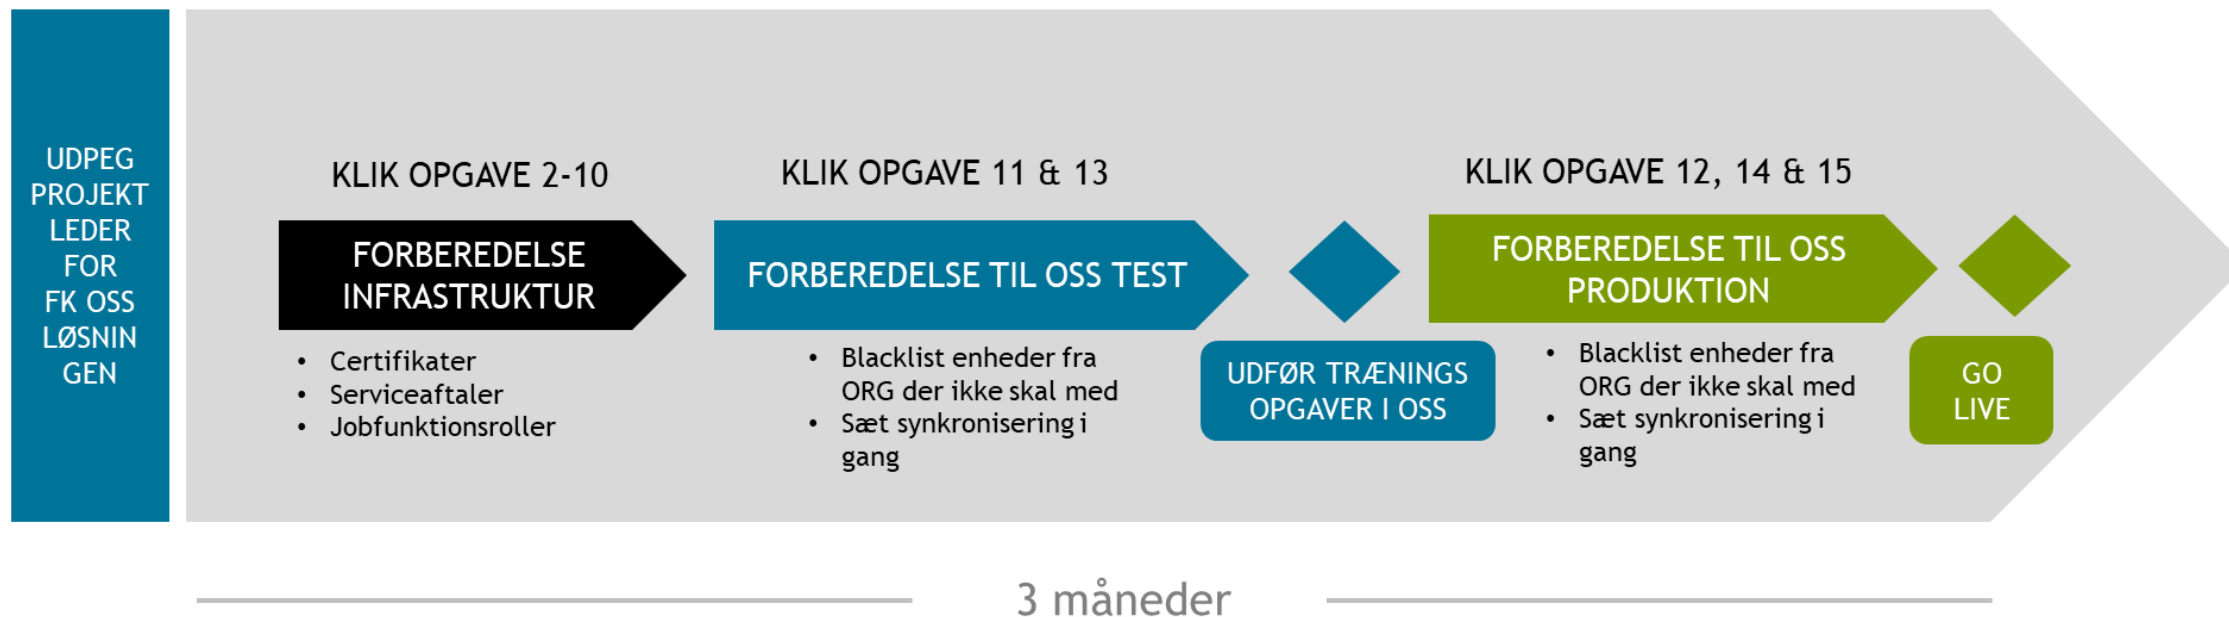 UDPEG
PROJEKT
LEDER
FOR
FK OSS
LØSNIN
GEN
KLIK OPGAVE 2-10
FORBEREDELSE
INFRASTRUKTUR
• Certifikater
• Serviceaftaler
• Jobfunktionsroller
KLIK OPGAVE 11 & 13
FORBEREDELSE TIL OSS TEST
• Blacklist enheder fra
ORG der ikke skal med
• Sæt synkronisering i
gang
UDFØR TRÆNINGS
OPGAVER I OSS
KLIK OPGAVE 12, 14 & 15
FORBEREDELSE TIL OSS
PRODUKTION
• Blacklist enheder fra
ORG der ikke skal med
• Sæt synkronisering i
gang
GO
LIVE
3 måneder